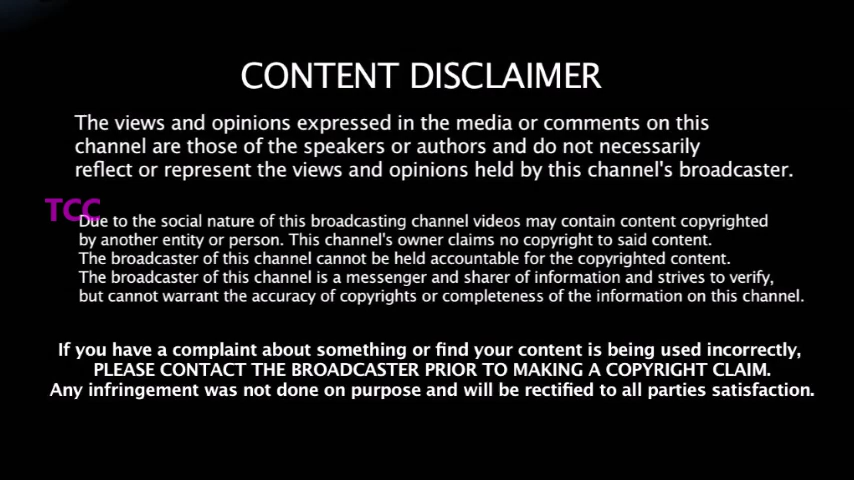 CONTENT DISCLAIMER
The views and opinions expressed in the media or comments on this
channel are those of the speakers or authors and do not necessarily
reflect or represent the views and opinions held by this channel's broadcaster.
TCC
Due to the social nature of this broadcasting channel videos may contain content copyrighted
by another entity or person. This channel's owner claims no copyright to said content.
The broadcaster of this channel cannot be held accountable for the copyrighted content.
The broadcaster of this channel is a messenger and sharer of information and strives to verify,
but cannot warrant the accuracy of copyrights or completeness of the information on this channel.
If you have a complaint about something or find your content is being used incorrectly,
PLEASE CONTACT THE BROADCASTER PRIOR TO MAKING A COPYRIGHT CLAIM.
Any infringement was not done on purpose and will be rectified to all parties satisfaction.